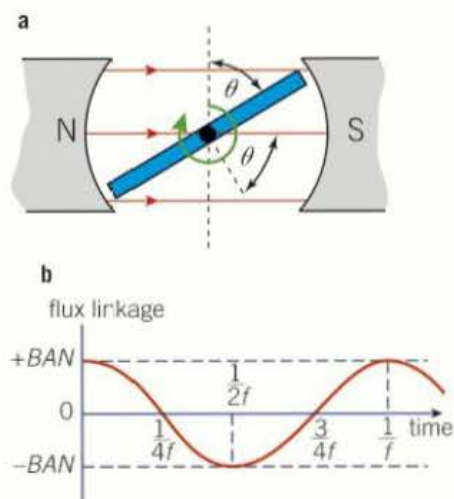 a
θ
N
S
θ
b
flux linkage
+BAN
1/2f
0
1/4f
3/4f
1/f
time
−BAN